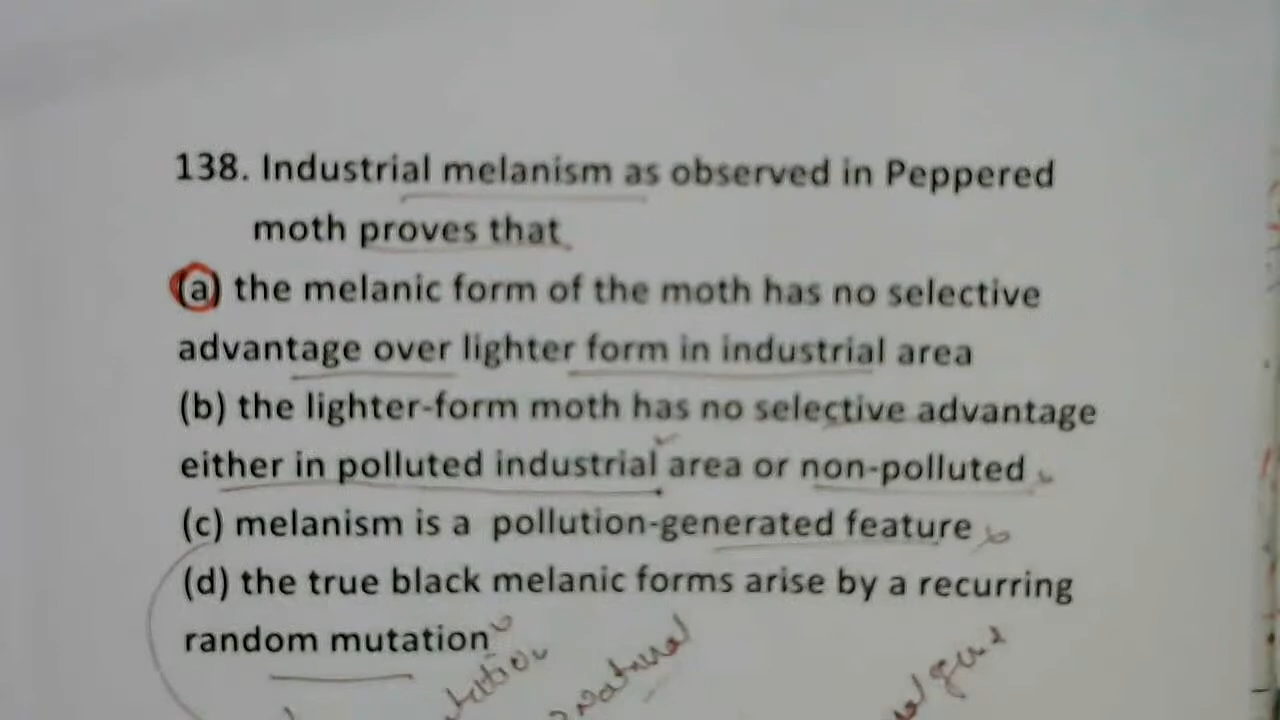 138. Industrial melanism as observed in Peppered
moth proves that
(a) the melanic form of the moth has no selective
advantage over lighter form in industrial area
(b) the lighter-form moth has no selective advantage
either in polluted industrial area or non-polluted
(c) melanism is a pollution-generated feature
(d) the true black melanic forms arise by a recurring
random mutation
natural